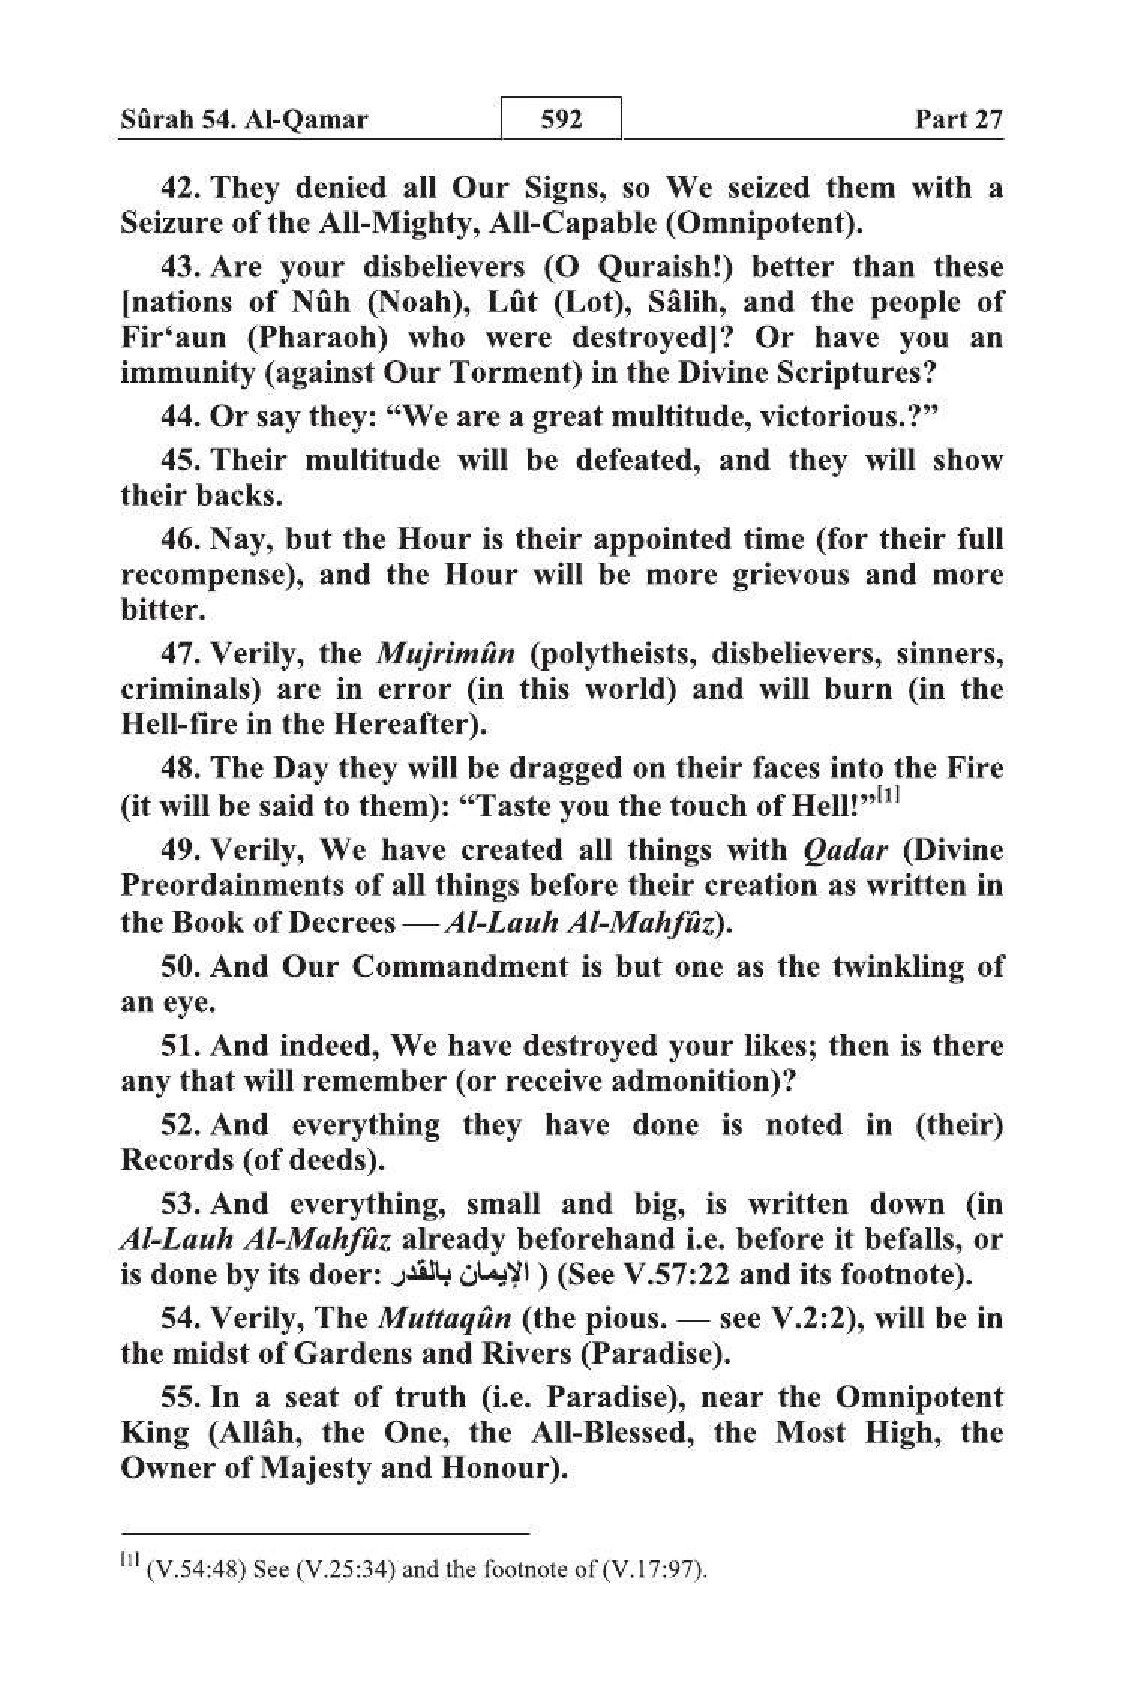 Sûrah 54. Al-Qamar 592 Part 27
42. They denied all Our Signs, so We seized them with a
Seizure of the All-Mighty, All-Capable (Omnipotent).
43. Are your disbelievers (O Quraish!) better than these
[nations of Nûh (Noah), Lût (Lot), Sâlih, and the people of
Fir‘aun (Pharaoh) who were destroyed]? Or have you an
immunity (against Our Torment) in the Divine Scriptures?
44. Or say they: “We are a great multitude, victorious.?”
45. Their multitude will be defeated, and they will show
their backs.
46. Nay, but the Hour is their appointed time (for their full
recompense), and the Hour will be more grievous and more
bitter.
47. Verily, the Mujrimûn (polytheists, disbelievers, sinners,
criminals) are in error (in this world) and will burn (in the
Hell-fire in the Hereafter).
48. The Day they will be dragged on their faces into the Fire
(it will be said to them): “Taste you the touch of Hell!”[1]
49. Verily, We have created all things with Qadar (Divine
Preordainments of all things before their creation as written in
the Book of Decrees — Al-Lauh Al-Mahfûz).
50. And Our Commandment is but one as the twinkling of
an eye.
51. And indeed, We have destroyed your likes; then is there
any that will remember (or receive admonition)?
52. And everything they have done is noted in (their)
Records (of deeds).
53. And everything, small and big, is written down (in
Al-Lauh Al-Mahfûz already beforehand i.e. before it befalls, or
is done by its doer: الإيمان بالقدر ) (See V.57:22 and its footnote).
54. Verily, The Muttaqûn (the pious. — see V.2:2), will be in
the midst of Gardens and Rivers (Paradise).
55. In a seat of truth (i.e. Paradise), near the Omnipotent
King (Allâh, the One, the All-Blessed, the Most High, the
Owner of Majesty and Honour).
[1] (V.54:48) See (V.25:34) and the footnote of (V.17:97).